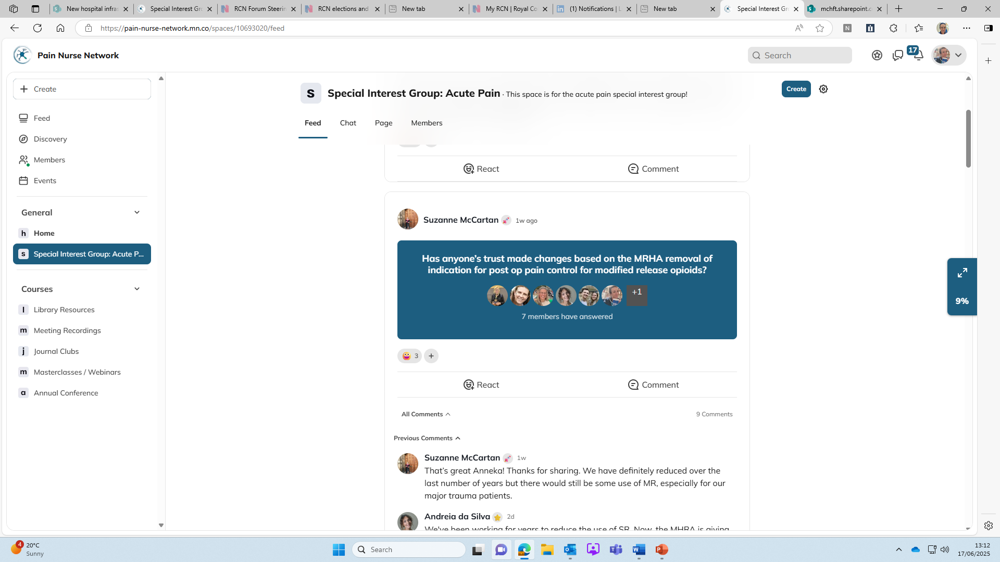 New hospital infras
Special Interest Gro
RCN Forum Steerin
RCN elections and
New tab
My RCN | Royal Co
(1) Notifications | L
New tab
Special Interest Gro
mchft.sharepoint.c
https://pain-nurse-network.mn.co/spaces/10693020/feed
Pain Nurse Network
Search
17
Create
Feed
Discovery
Members
Events
General
h Home
s Special Interest Group: Acute P...
Courses
l Library Resources
m Meeting Recordings
j Journal Clubs
m Masterclasses / Webinars
a Annual Conference
S Special Interest Group: Acute Pain · This space is for the acute pain special interest group!
Create
Feed Chat Page Members
React Comment
Suzanne McCartan 1w ago
Has anyone’s trust made changes based on the MRHA removal of
indication for post op pain control for modified release opioids?
+1
7 members have answered
3
React Comment
All Comments 9 Comments
Previous Comments
Suzanne McCartan 1w
That’s great Anneka! Thanks for sharing. We have definitely reduced over the
last number of years but there would still be some use of MR, especially for our
major trauma patients.
Andreia da Silva 2d
We've been working for years to reduce the use of SR. Now, the MHRA is giving
9%
4
20°C
Sunny
Search
13:12
17/06/2025